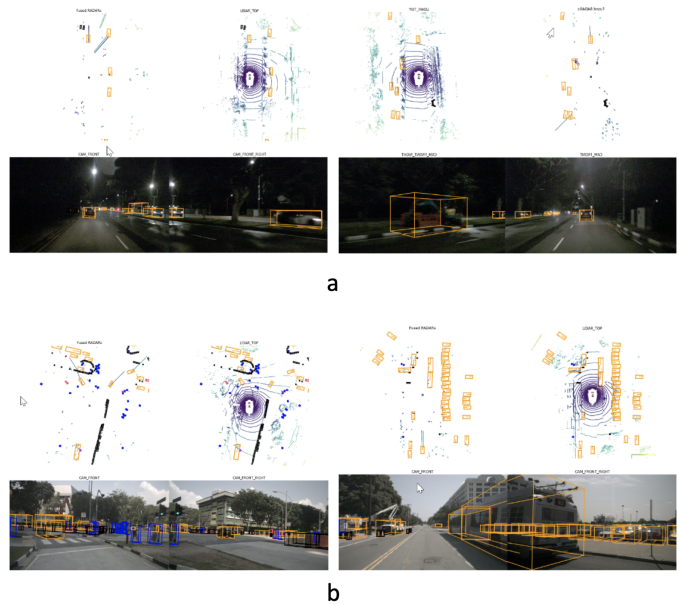 Fused RADARs
LIDAR_TOP
CAM_FRONT
CAM_FRONT_RIGHT
a
Fused RADARs
LIDAR_TOP
Fused RADARs
LIDAR_TOP
CAM_FRONT
CAM_FRONT_RIGHT
CAM_FRONT
CAM_FRONT_RIGHT
b